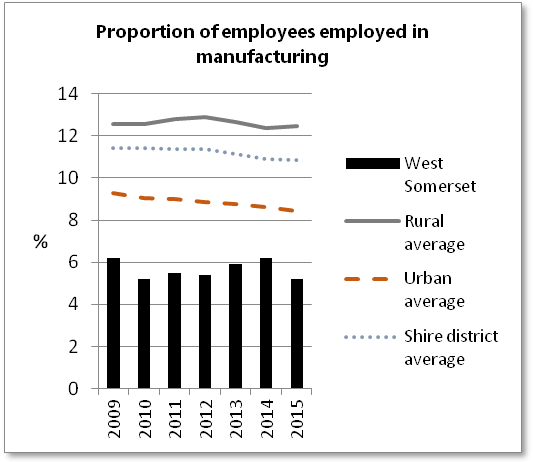 Proportion of employees employed in
manufacturing
14
12
10
8
6
4
2
0
%
2009
2010
2011
2012
2013
2014
2015
West
Somerset
Rural
average
Urban
average
Shire district
average